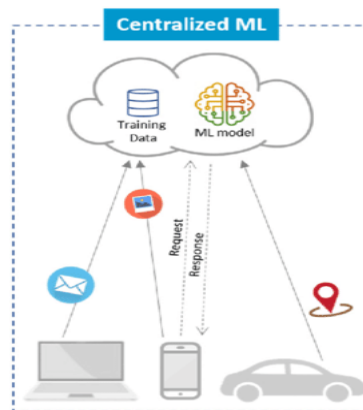 Centralized ML
Training
Data
ML model
Request
Response